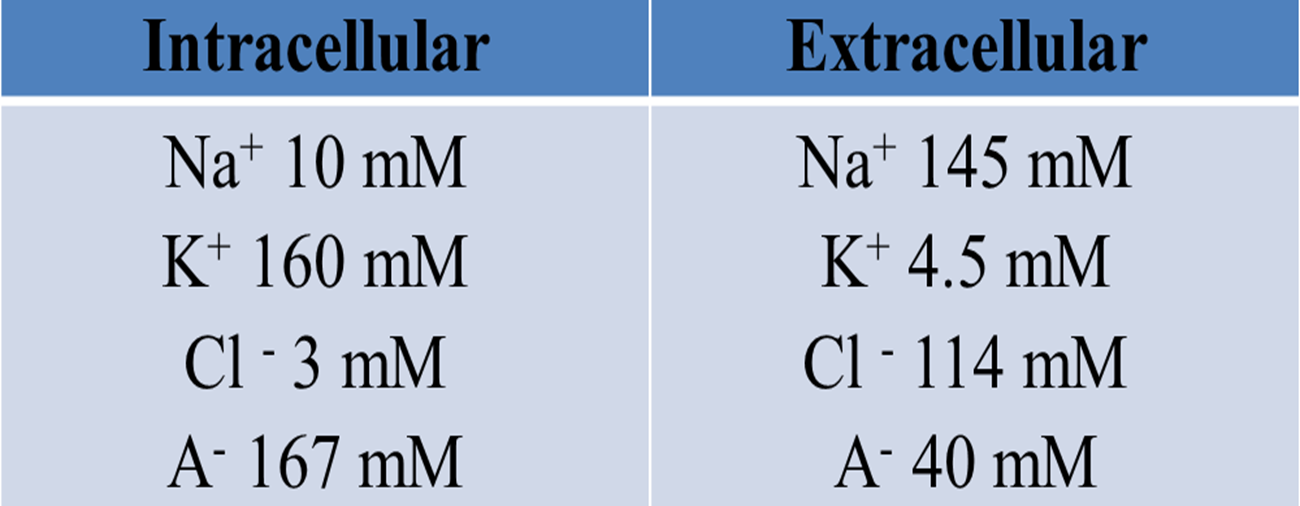 Intracellular
Extracellular
Na⁺ 10 mM
Na⁺ 145 mM
K⁺ 160 mM
K⁺ 4.5 mM
Cl ⁻ 3 mM
Cl ⁻ 114 mM
A⁻ 167 mM
A⁻ 40 mM